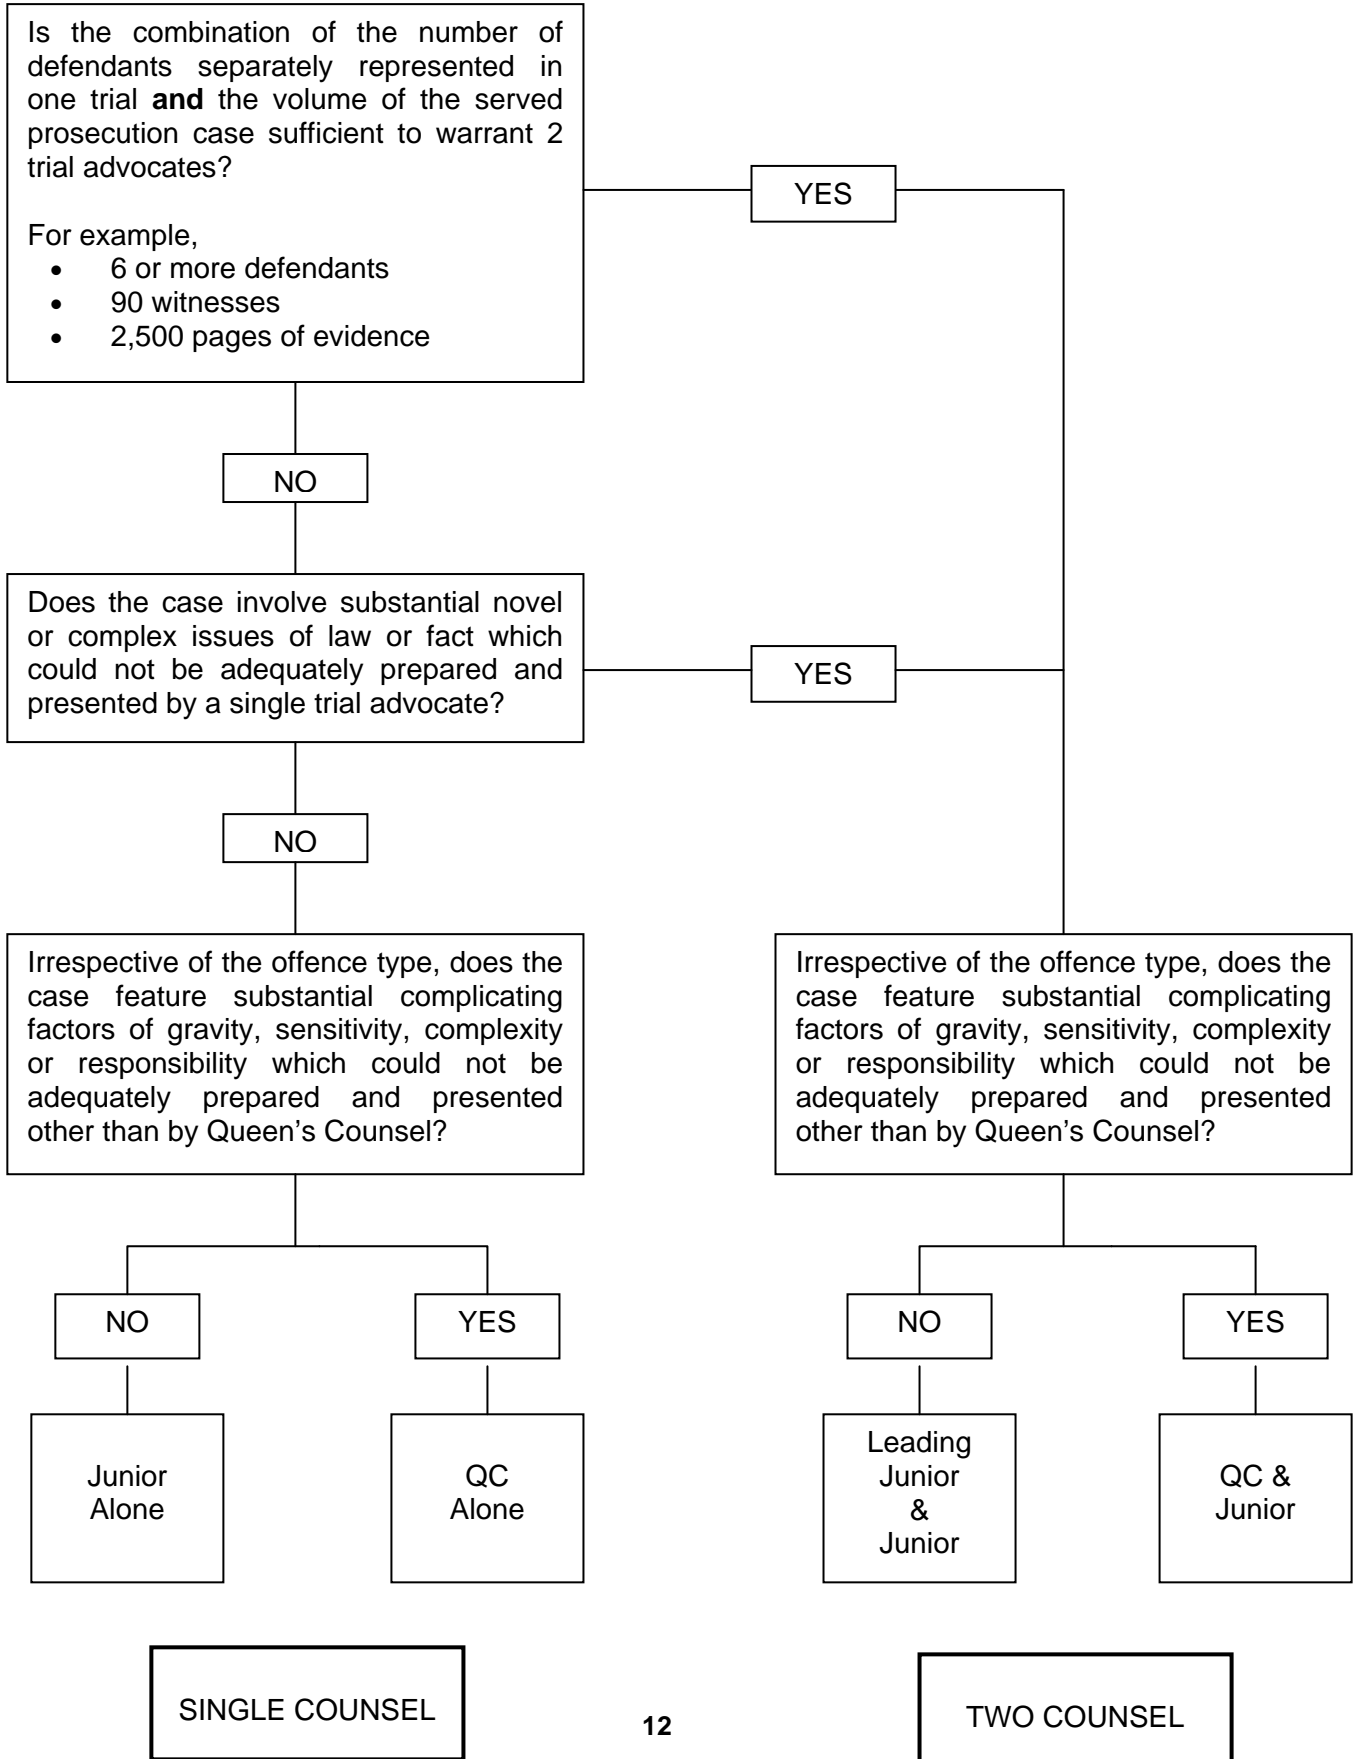 Is the combination of the number of
defendants separately represented in
one trial and the volume of the served
prosecution case sufficient to warrant 2
trial advocates?
For example,
• 6 or more defendants
• 90 witnesses
• 2,500 pages of evidence
YES
NO
Does the case involve substantial novel
or complex issues of law or fact which
could not be adequately prepared and
presented by a single trial advocate?
YES
NO
Irrespective of the offence type, does the
case feature substantial complicating
factors of gravity, sensitivity, complexity
or responsibility which could not be
adequately prepared and presented
other than by Queen’s Counsel?
Irrespective of the offence type, does the
case feature substantial complicating
factors of gravity, sensitivity, complexity
or responsibility which could not be
adequately prepared and presented
other than by Queen’s Counsel?
NO
YES
NO
YES
Junior
Alone
QC
Alone
Leading
Junior
&
Junior
QC &
Junior
SINGLE COUNSEL
12
TWO COUNSEL